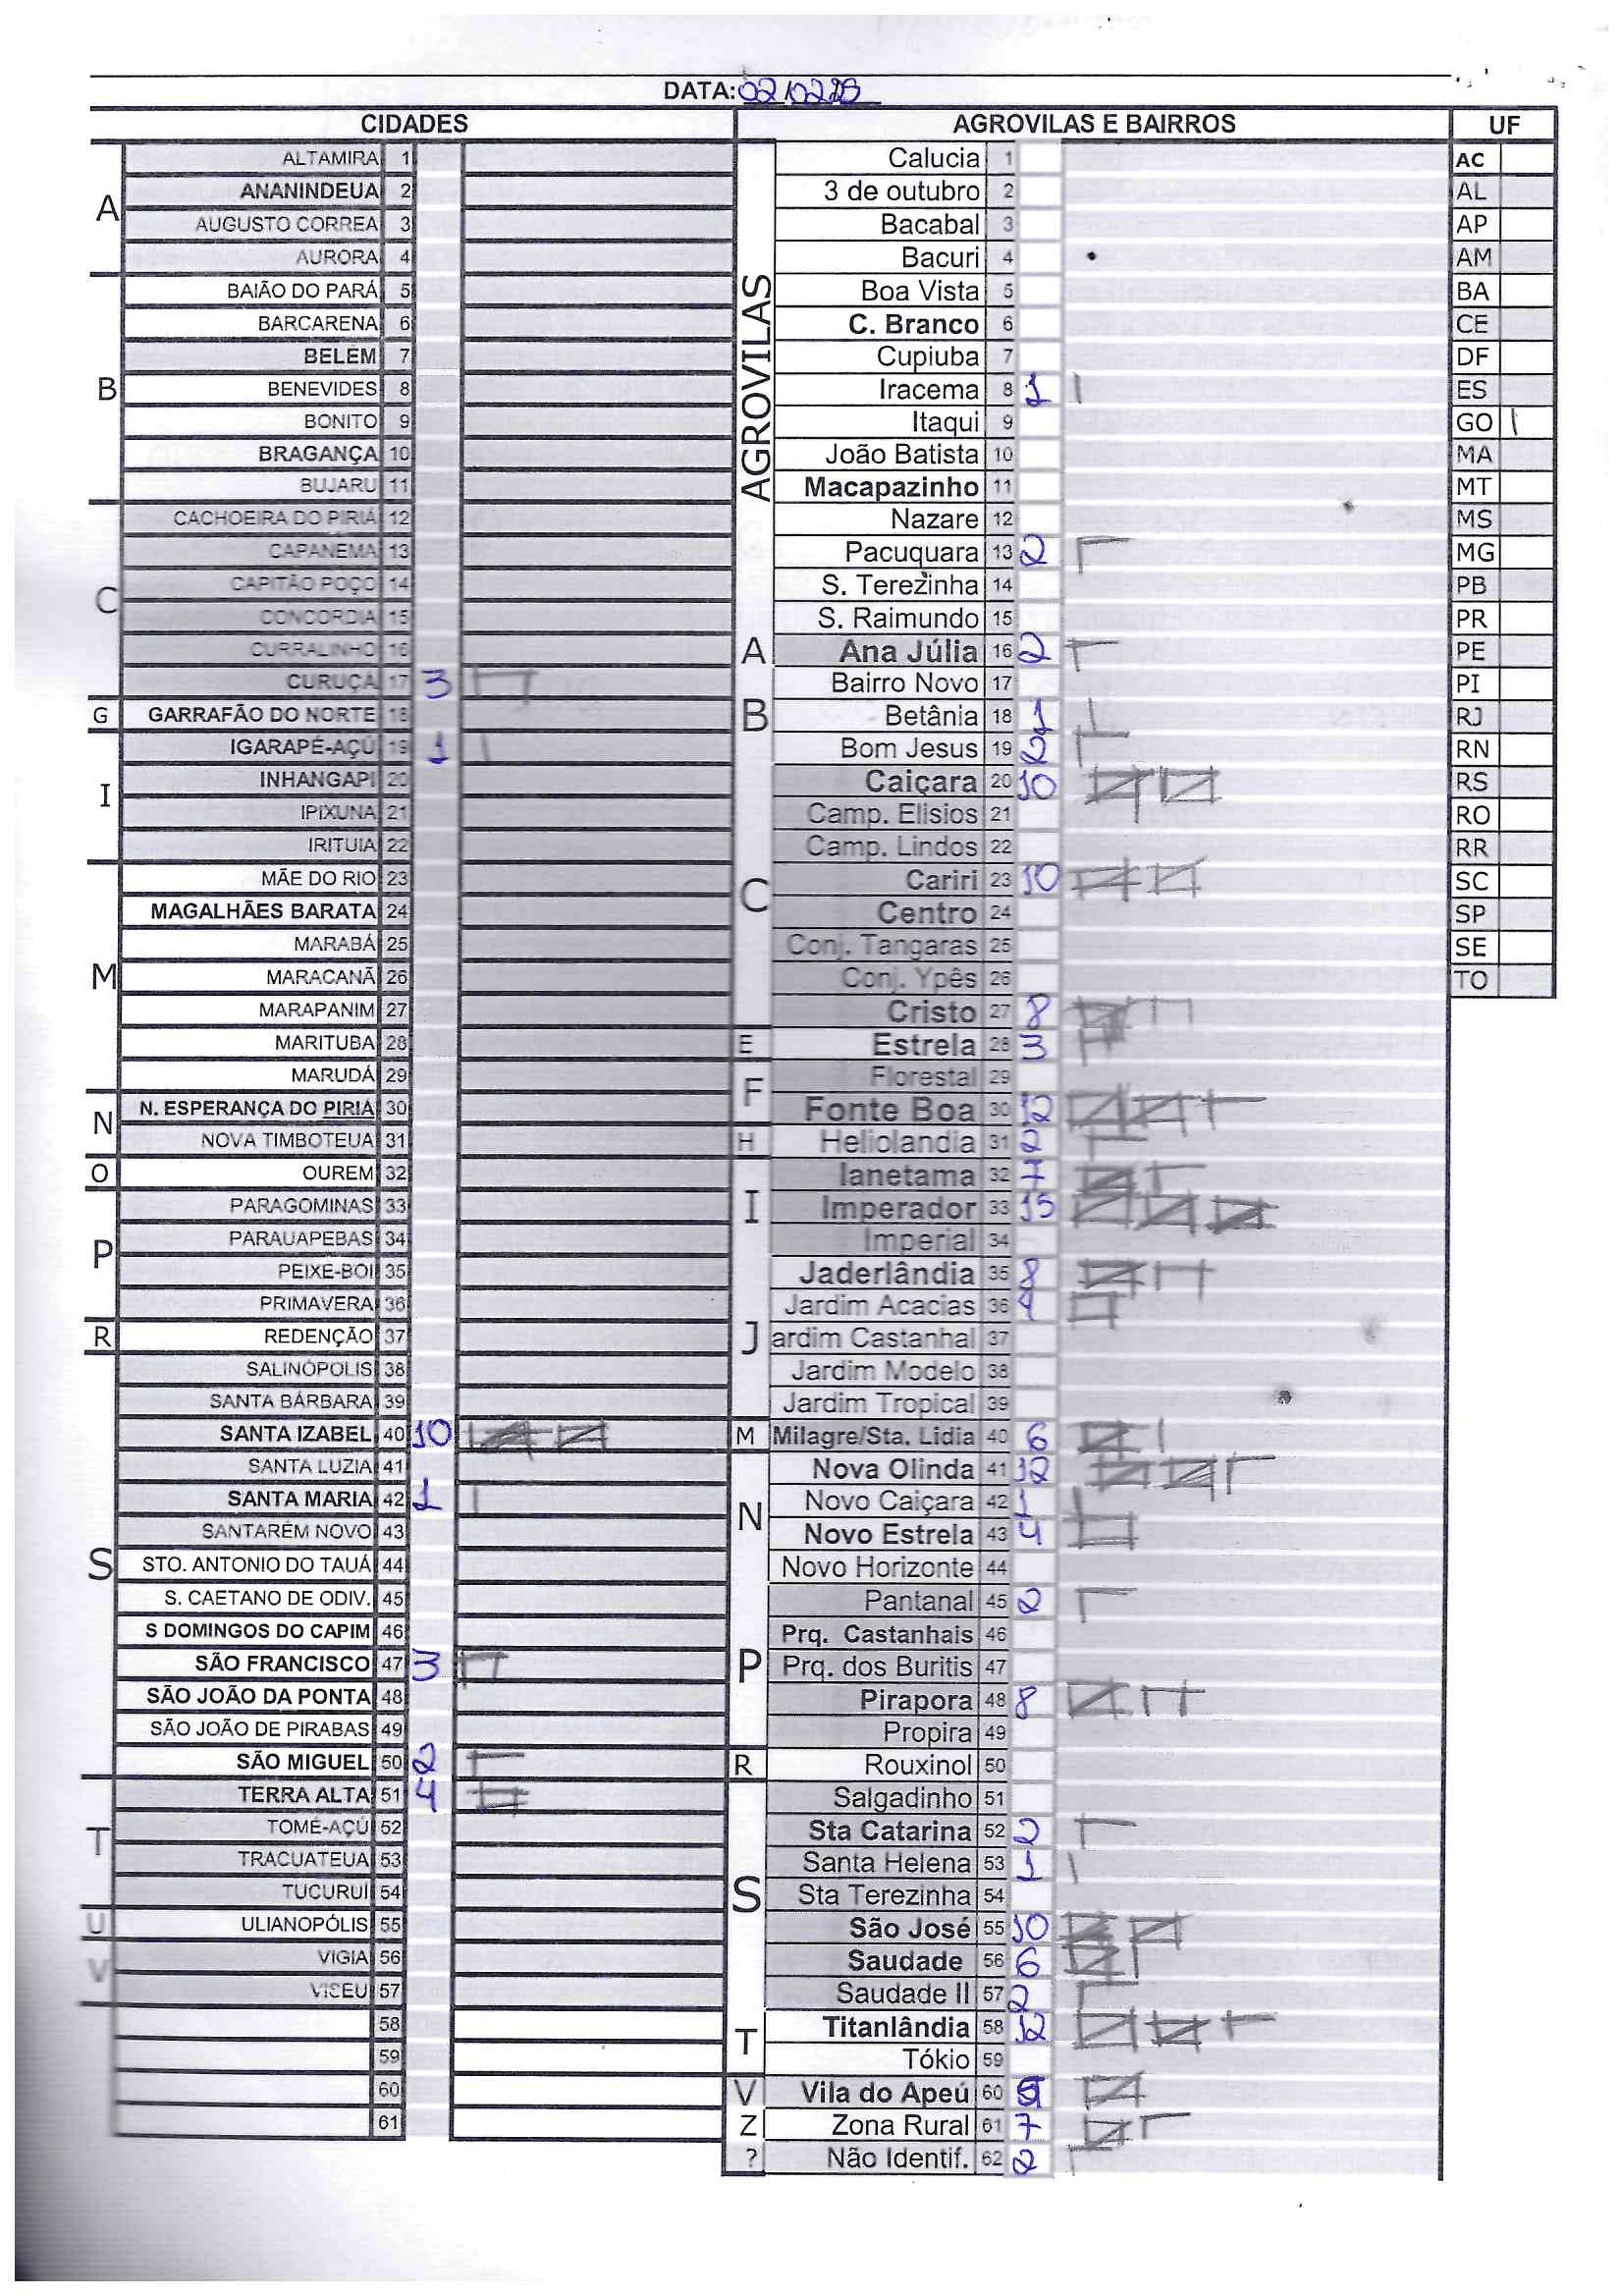 DATA: 02/02/23
CIDADES AGROVILAS E BAIRROS UF
A
ALTAMIRA 1
ANANINDEUA 2
AUGUSTO CORREA 3
AURORA 4
B
BAIÃO DO PARÁ 5
BARCARENA 6
BELÉM 7
BENEVIDES 8
BONITO 9
BRAGANÇA 10
BUJARU 11
C
CACHOEIRA DO PIRIÁ 12
CAPANEMA 13
CAPITÃO POÇO 14
CONCORDIA 15
CURRALINHO 16
CURUÇA 17 3
G
GARRAFÃO DO NORTE 18
I
IGARAPÉ-AÇÚ 19 1
INHANGAPI 20
IPIXUNA 21
IRITUIA 22
M
MÃE DO RIO 23
MAGALHÃES BARATA 24
MARABÁ 25
MARACANÃ 26
MARAPANIM 27
MARITUBA 28
MARUDÁ 29
N
N. ESPERANÇA DO PIRIÁ 30
NOVA TIMBOTEUA 31
O
OUREM 32
P
PARAGOMINAS 33
PARAUAPEBAS 34
PEIXE-BOI 35
PRIMAVERA 36
R
REDENÇÃO 37
S
SALINÓPOLIS 38
SANTA BÁRBARA 39
SANTA IZABEL 40 10
SANTA LUZIA 41
SANTA MARIA 42 1
SANTARÉM NOVO 43
STO. ANTONIO DO TAUÁ 44
S. CAETANO DE ODIV. 45
S DOMINGOS DO CAPIM 46
SÃO FRANCISCO 47 3
SÃO JOÃO DA PONTA 48
SÃO JOÃO DE PIRABAS 49
SÃO MIGUEL 50 2
T
TERRA ALTA 51 4
TOMÉ-AÇÚ 52
TRACUATEUA 53
TUCURUI 54
U
ULIANOPÓLIS 55
V
VIGIA 56
VISEU 57
58
59
60
61
AGROVILAS
Calucia 1
3 de outubro 2
Bacabal 3
Bacuri 4
Boa Vista 5
C. Branco 6
Cupiuba 7
Iracema 8 1
Itaqui 9
João Batista 10
Macapazinho 11
Nazare 12
Pacuquara 13 2
S. Terezinha 14
S. Raimundo 15
A
Ana Júlia 16 2
B
Bairro Novo 17
Betânia 18 1
Bom Jesus 19 2
C
Caiçara 20 10
Camp. Elisios 21
Camp. Lindos 22
Cariri 23 10
Centro 24
Conj. Tangaras 25
Conj. Ypês 26
Cristo 27 8
E
Estrela 28 3
F
Florestal 29
Fonte Boa 30 12
H
Heliolandia 31 2
I
Ianetama 32 7
Imperador 33 15
Imperial 34
J
Jaderlândia 35 8
Jardim Acacias 36 4
ardim Castanhal 37
Jardim Modelo 38
Jardim Tropical 39
M
Milagre/Sta. Lidia 40 6
N
Nova Olinda 41 12
Novo Caiçara 42 1
Novo Estrela 43 4
Novo Horizonte 44
P
Pantanal 45 2
Prq. Castanhais 46
Prq. dos Buritis 47
Pirapora 48 8
Propira 49
R
Rouxinol 50
S
Salgadinho 51
Sta Catarina 52 2
Santa Helena 53 1
Sta Terezinha 54
São José 55 10
Saudade 56 6
Saudade II 57 2
T
Titanlândia 58 12
Tókio 59
V
Vila do Apeú 60
Z
Zona Rural 61 7
?
Não Identif. 62 2
AC
AL
AP
AM
BA
CE
DF
ES
GO
MA
MT
MS
MG
PB
PR
PE
PI
RJ
RN
RS
RO
RR
SC
SP
SE
TO